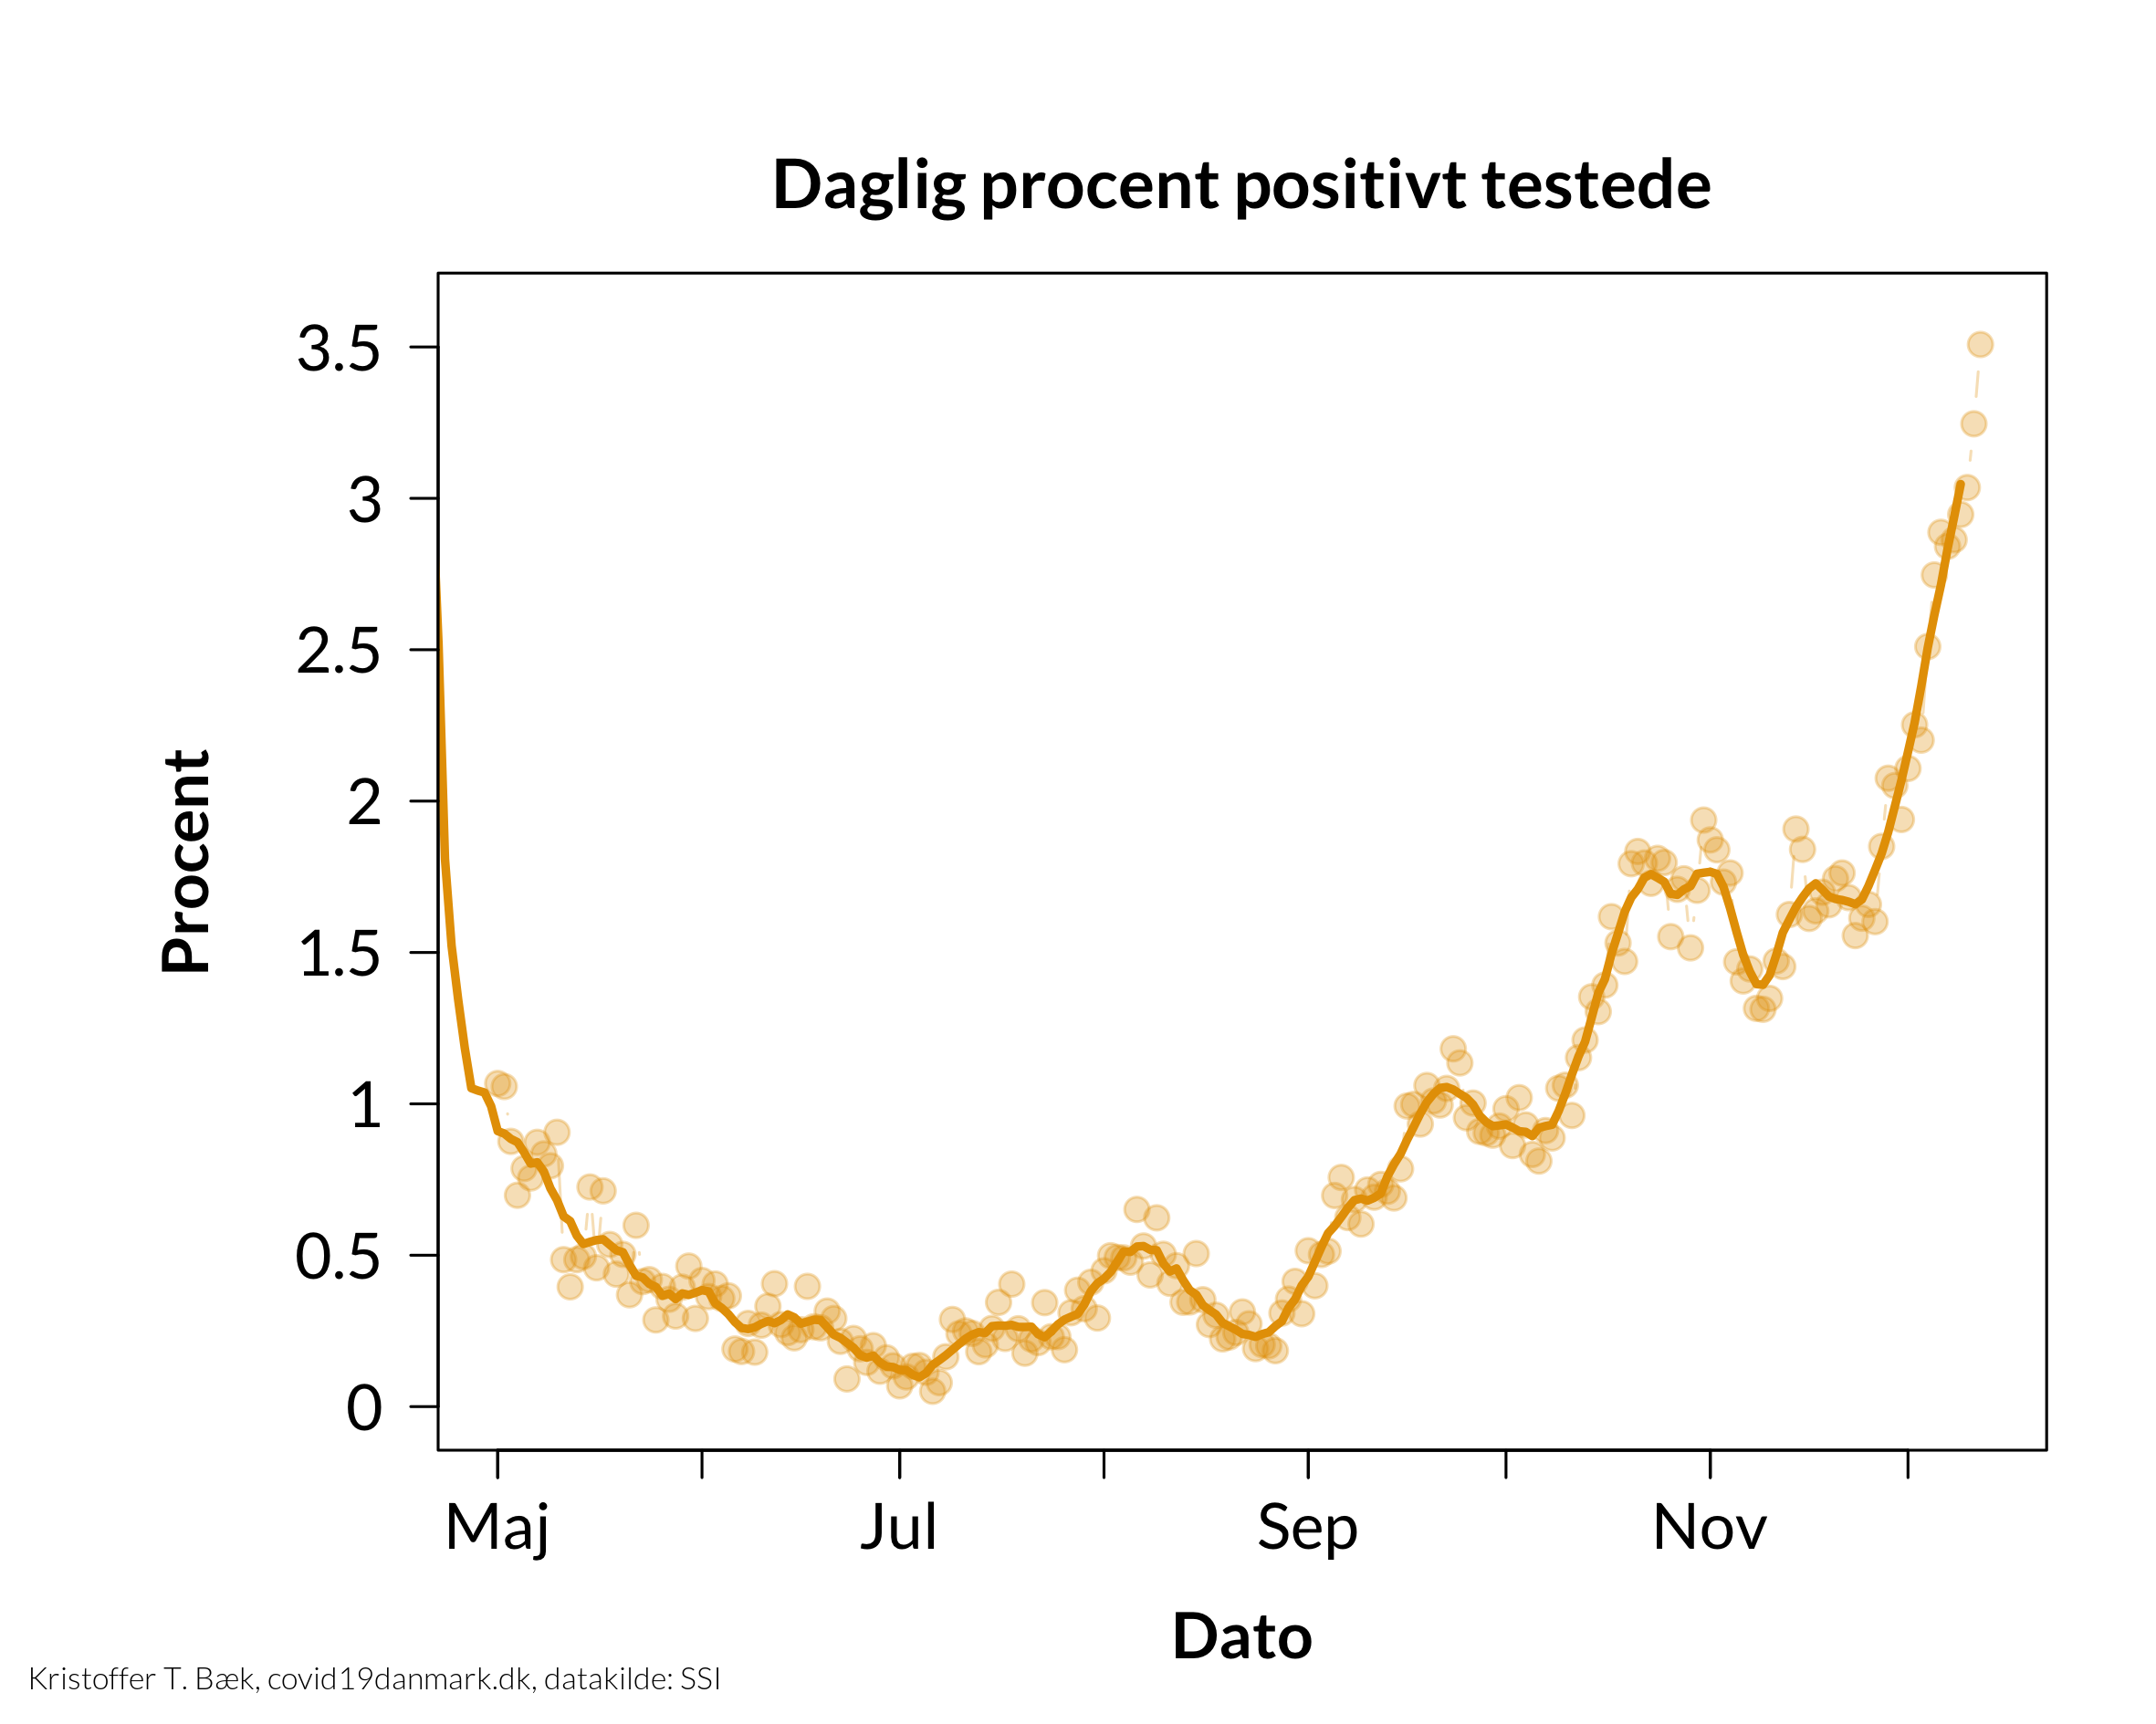 Daglig procent positivt testede
Procent
3.5
3
2.5
2
1.5
1
0.5
0
Maj Jul Sep Nov
Dato
Kristoffer T. Bæk, covid19danmark.dk, datakilde: SSI